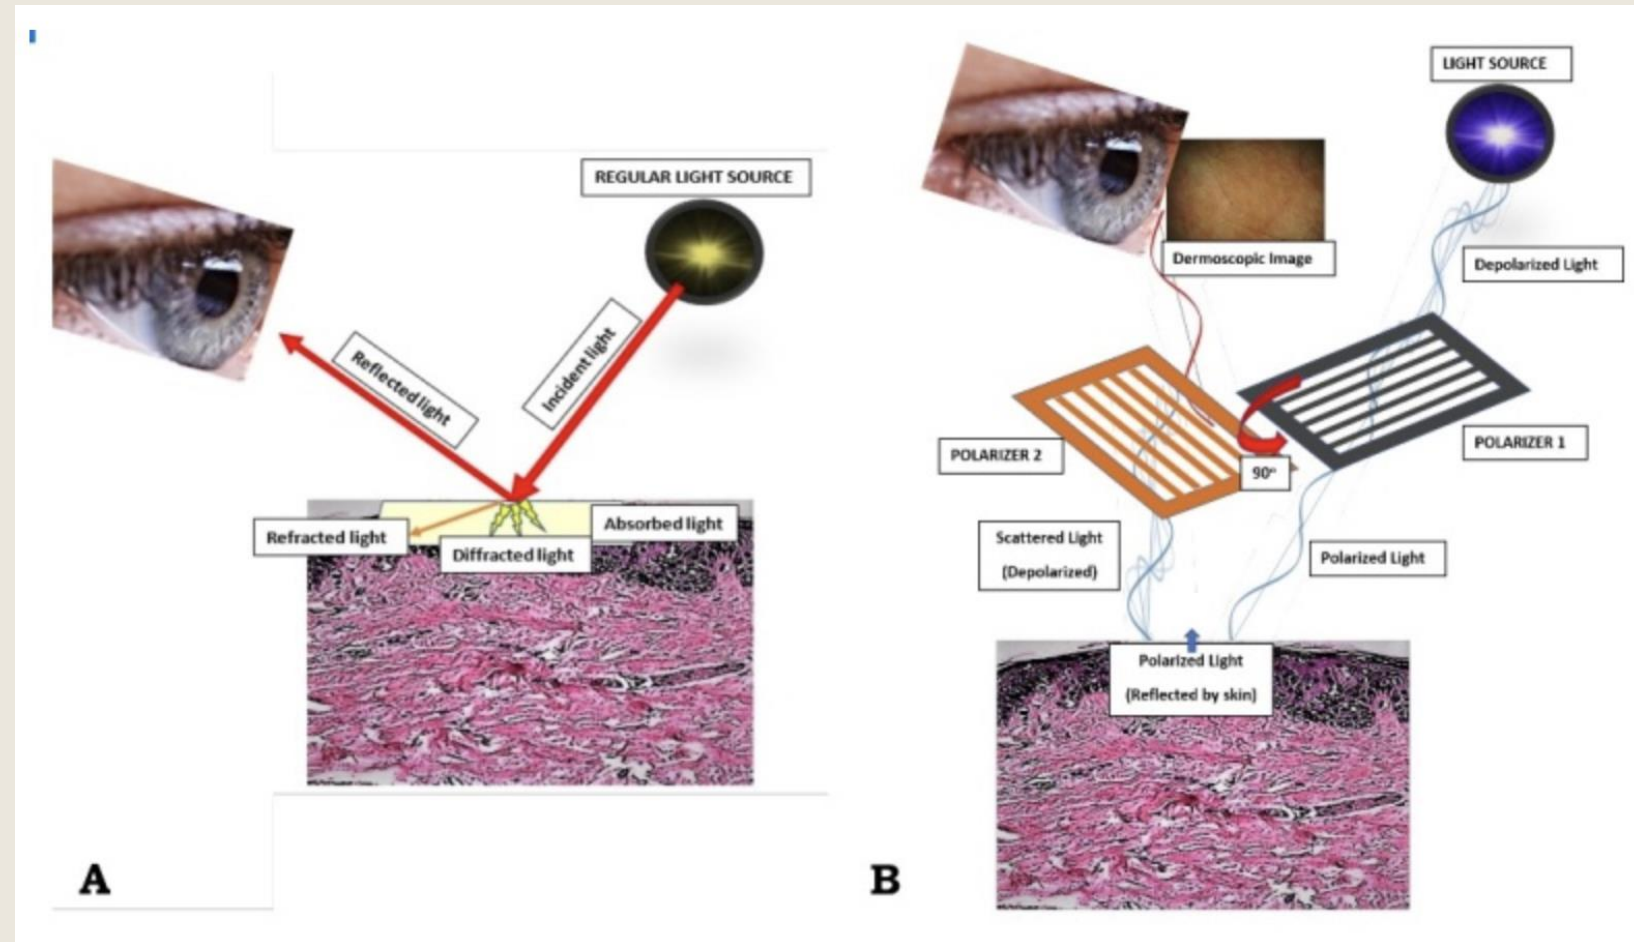 REGULAR LIGHT SOURCE
Reflected light
Incident light
Refracted light
Absorbed light
Diffracted light
A
LIGHT SOURCE
Dermoscopic Image
Depolarized Light
POLARIZER 2
POLARIZER 1
90º
Scattered Light
(Depolarized)
Polarized Light
Polarized Light
(Reflected by skin)
B